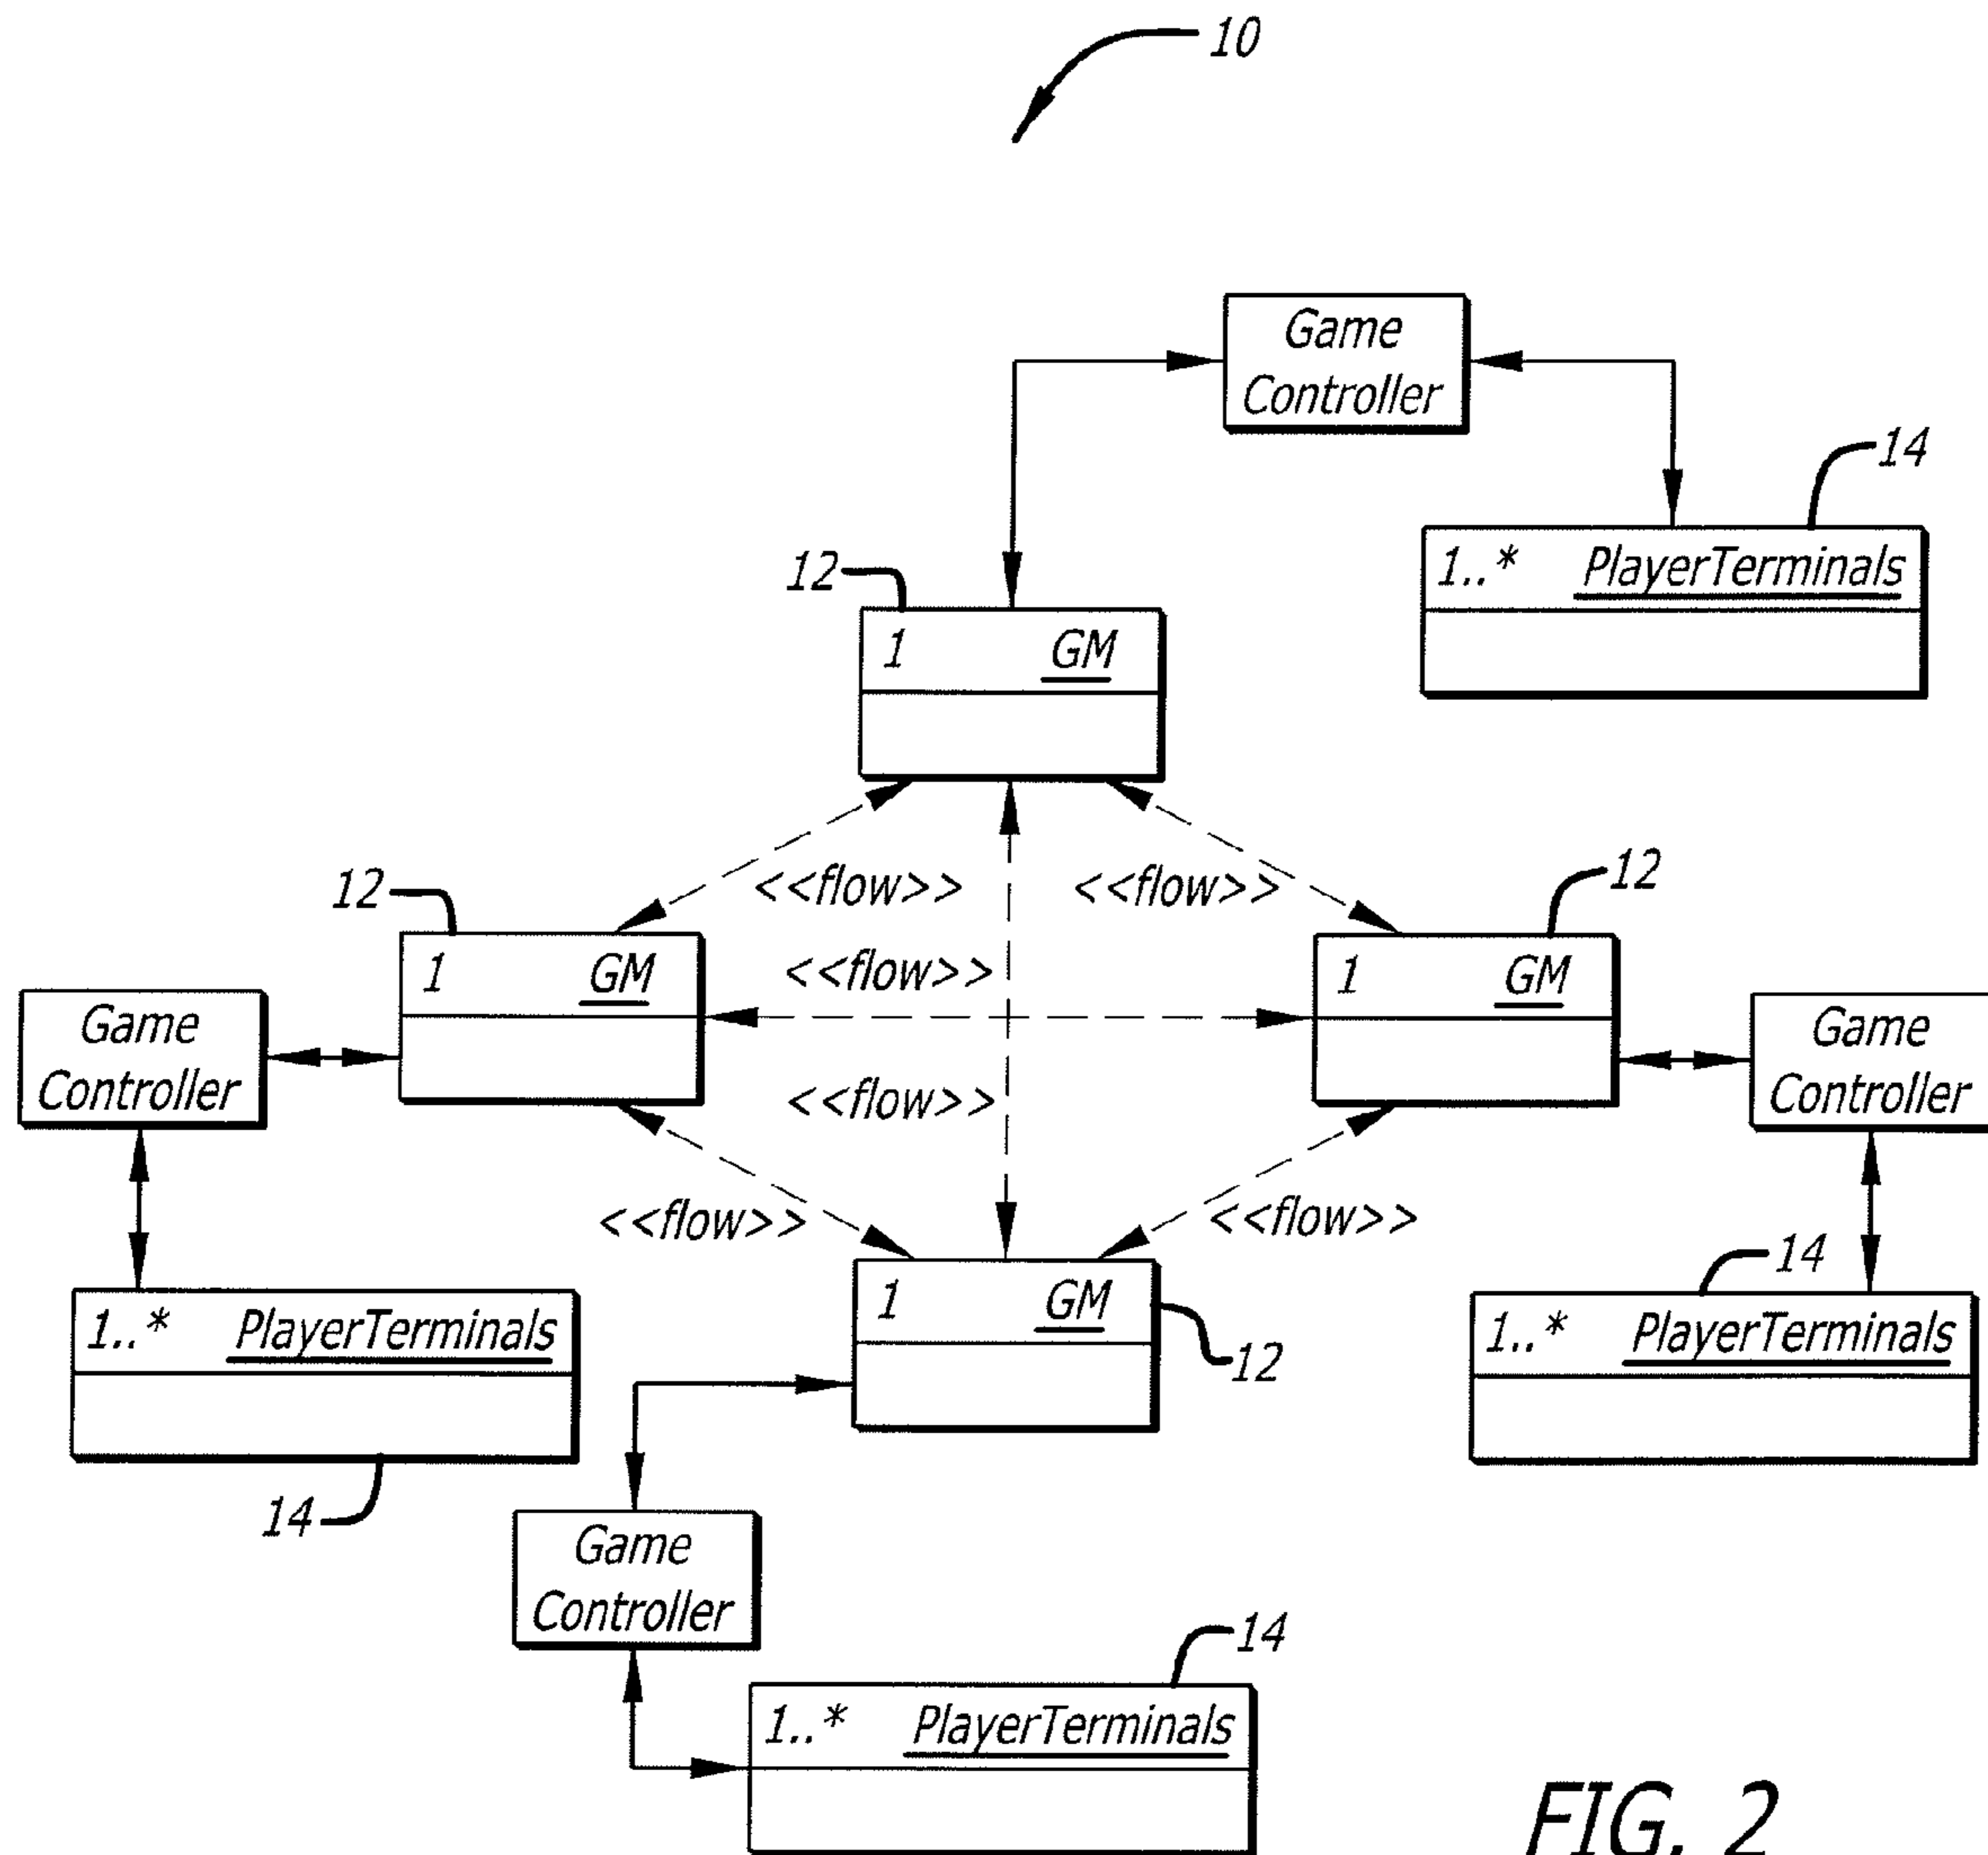 10
Game
Controller
14
1..* PlayerTerminals
12
1 GM
<<flow>> <<flow>>
12
1 GM
<<flow>>
12
1 GM
Game
Controller
Game
Controller
<<flow>>
<<flow>> <<flow>>
1 GM
12
14
1..* PlayerTerminals
14
1..* PlayerTerminals
Game
Controller
14
1..* PlayerTerminals
FIG. 2